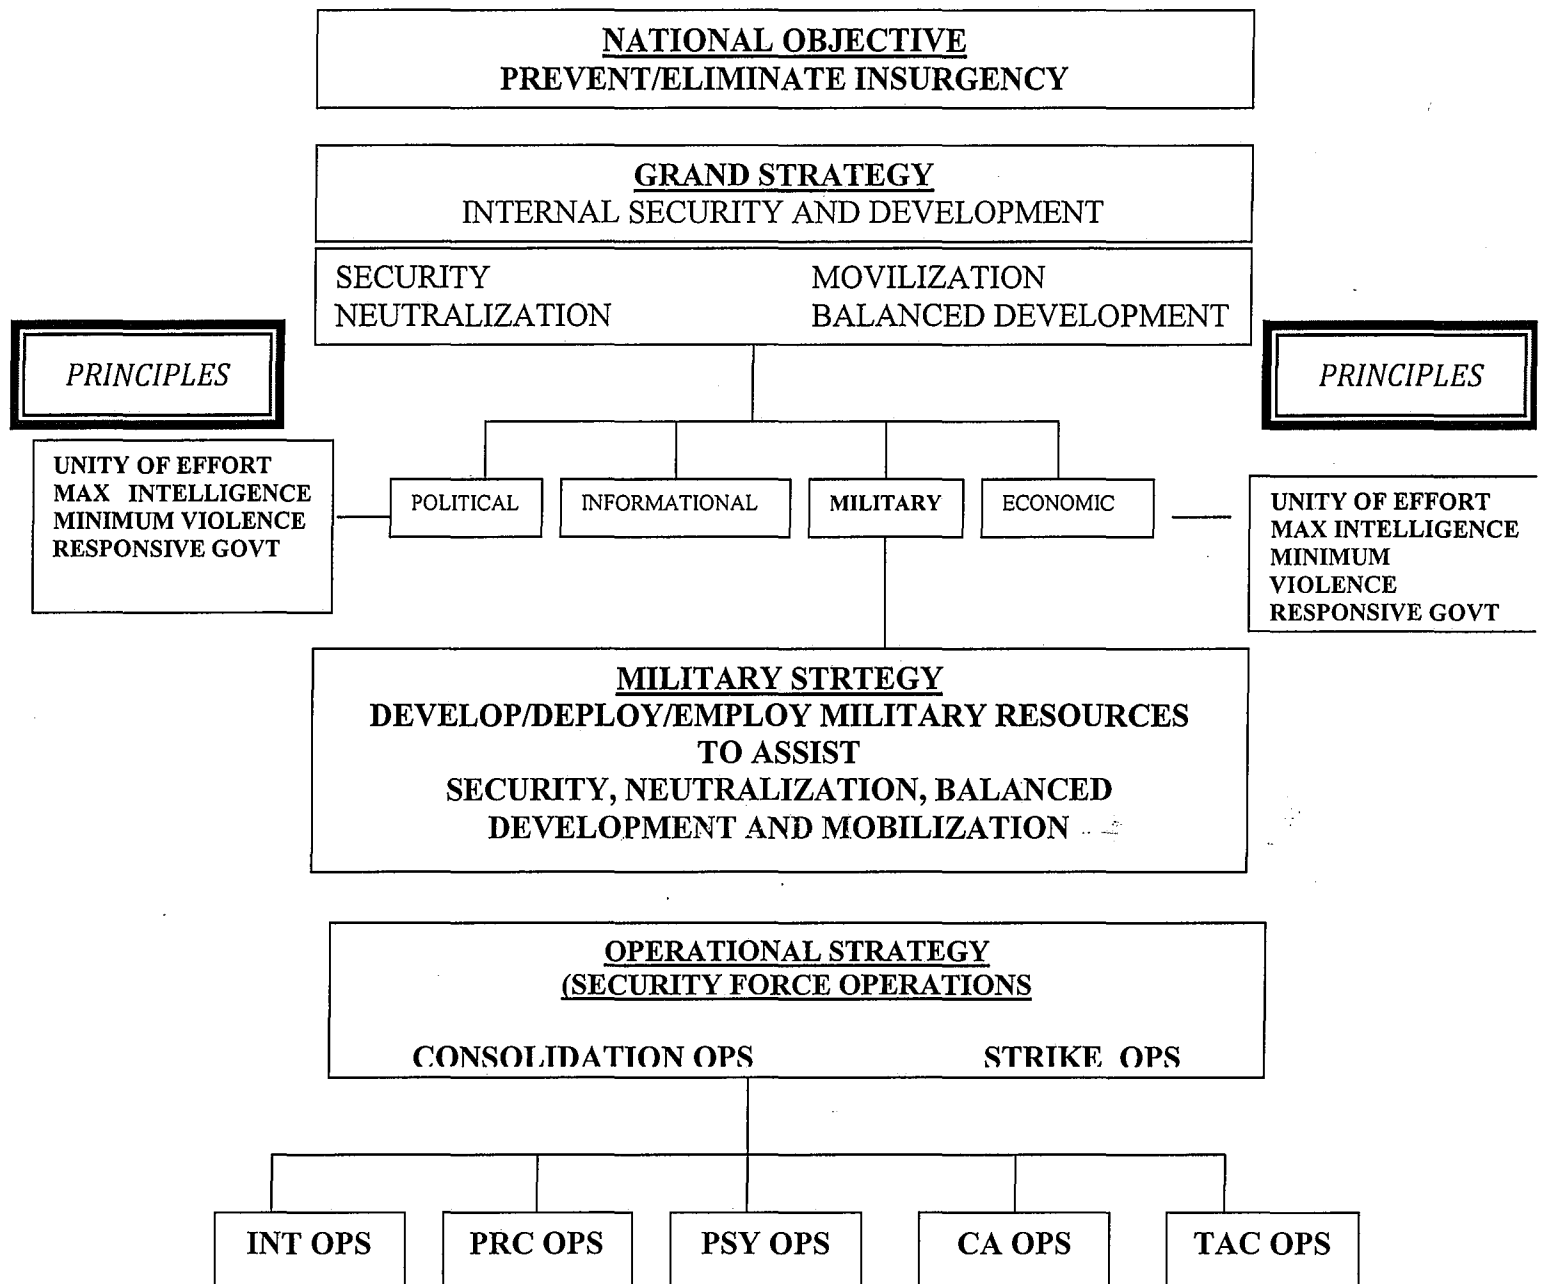 NATIONAL OBJECTIVE
PREVENT/ELIMINATE INSURGENCY
GRAND STRATEGY
INTERNAL SECURITY AND DEVELOPMENT
SECURITY MOVILIZATION
NEUTRALIZATION BALANCED DEVELOPMENT
PRINCIPLES
PRINCIPLES
UNITY OF EFFORT
MAX INTELLIGENCE
MINIMUM VIOLENCE
RESPONSIVE GOVT
POLITICAL
INFORMATIONAL
MILITARY
ECONOMIC
UNITY OF EFFORT
MAX INTELLIGENCE
MINIMUM
VIOLENCE
RESPONSIVE GOVT
MILITARY STRTEGY
DEVELOP/DEPLOY/EMPLOY MILITARY RESOURCES
TO ASSIST
SECURITY, NEUTRALIZATION, BALANCED
DEVELOPMENT AND MOBILIZATION
OPERATIONAL STRATEGY
(SECURITY FORCE OPERATIONS
CONSOLIDATION OPS STRIKE OPS
INT OPS
PRC OPS
PSY OPS
CA OPS
TAC OPS